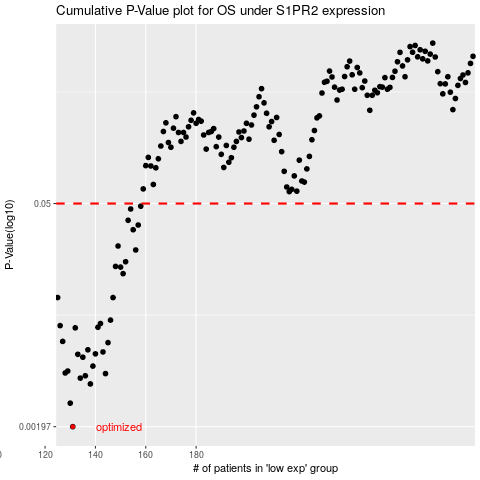 Cumulative P-Value plot for OS under S1PR2 expression
P-Value(log10)
0.05
0.00197
optimized
0 120 140 160 180
# of patients in 'low exp' group